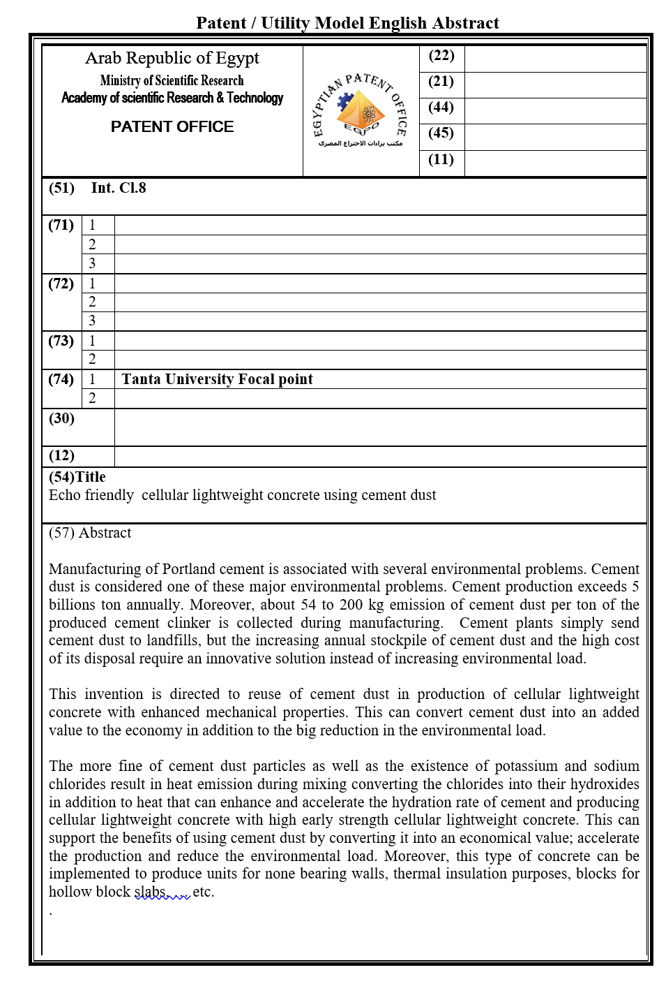 Patent / Utility Model English Abstract
Arab Republic of Egypt
Ministry of Scientific Research
Academy of scientific Research & Technology
PATENT OFFICE
EGYPTIAN PATENT OFFICE
EGPO
مكتب براءات الاختراع المصرى
(22)
(21)
(44)
(45)
(11)
(51) Int. Cl.8
(71) 1
2
3
(72) 1
2
3
(73) 1
2
(74) 1 Tanta University Focal point
2
(30)
(12)
(54)Title
Echo friendly cellular lightweight concrete using cement dust
(57) Abstract
Manufacturing of Portland cement is associated with several environmental problems. Cement
dust is considered one of these major environmental problems. Cement production exceeds 5
billions ton annually. Moreover, about 54 to 200 kg emission of cement dust per ton of the
produced cement clinker is collected during manufacturing. Cement plants simply send
cement dust to landfills, but the increasing annual stockpile of cement dust and the high cost
of its disposal require an innovative solution instead of increasing environmental load.
This invention is directed to reuse of cement dust in production of cellular lightweight
concrete with enhanced mechanical properties. This can convert cement dust into an added
value to the economy in addition to the big reduction in the environmental load.
The more fine of cement dust particles as well as the existence of potassium and sodium
chlorides result in heat emission during mixing converting the chlorides into their hydroxides
in addition to heat that can enhance and accelerate the hydration rate of cement and producing
cellular lightweight concrete with high early strength cellular lightweight concrete. This can
support the benefits of using cement dust by converting it into an economical value; accelerate
the production and reduce the environmental load. Moreover, this type of concrete can be
implemented to produce units for none bearing walls, thermal insulation purposes, blocks for
hollow block slabs, … etc.
.